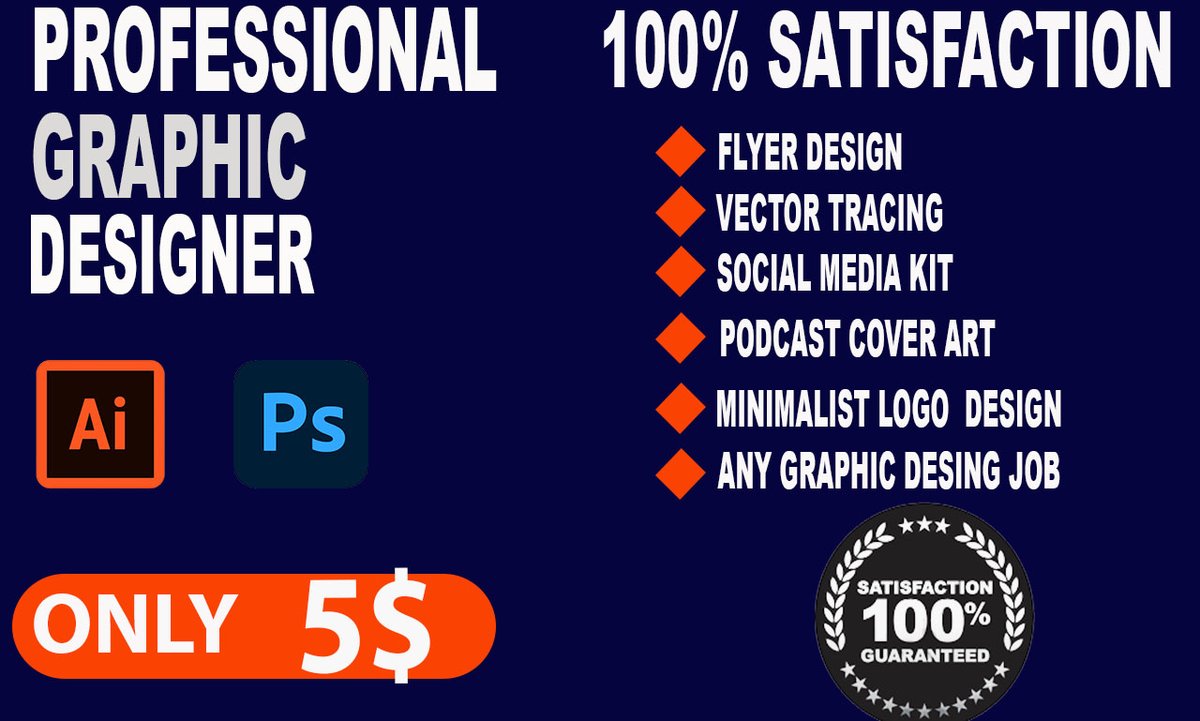 PROFESSIONAL
GRAPHIC
DESIGNER
Ai
Ps
ONLY 5$
100% SATISFACTION
FLYER DESIGN
VECTOR TRACING
SOCIAL MEDIA KIT
PODCAST COVER ART
MINIMALIST LOGO DESIGN
ANY GRAPHIC DESING JOB
SATISFACTION
100%
GUARANTEED